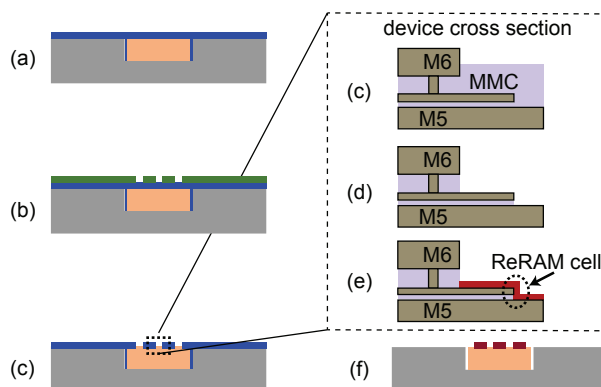 device cross section
(a)
M6
MMC
(c)
M5
(b)
M6
(d)
M5
M6
ReRAM cell
(e)
M5
(c)
(f)